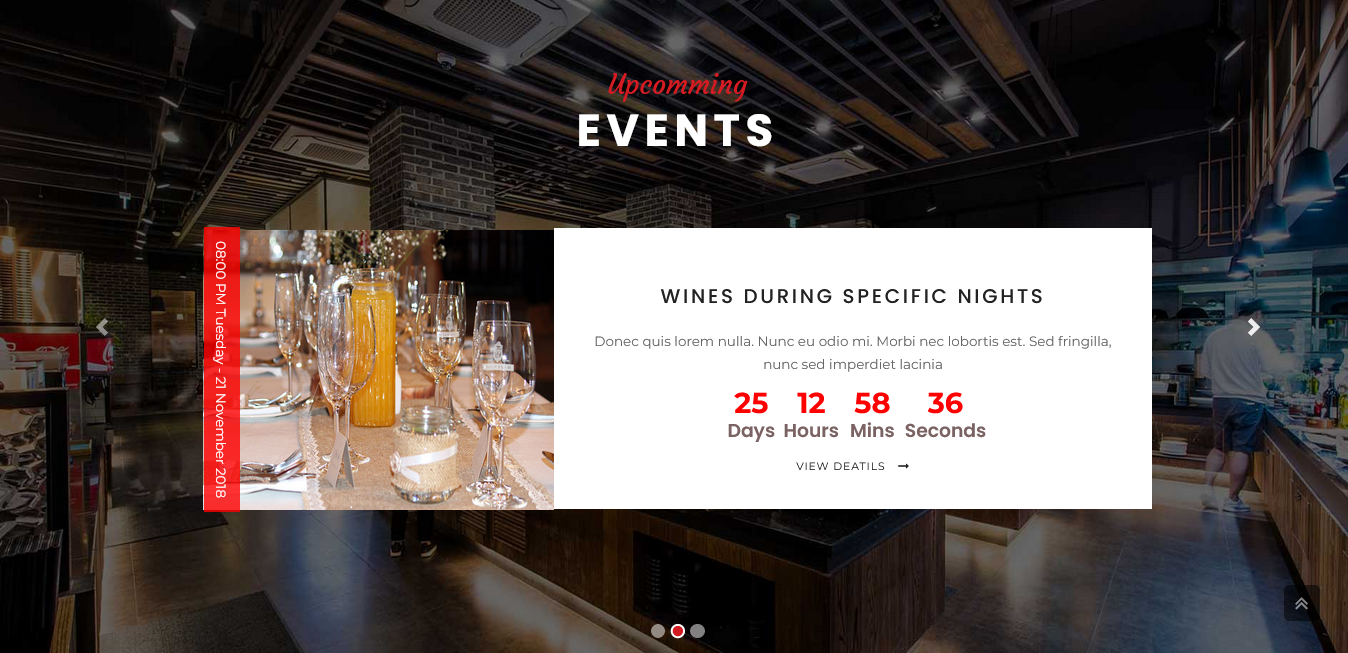 Upcomming
EVENTS
08:00 PM Tuesday - 21 November 2018
WINES DURING SPECIFIC NIGHTS
Donec quis lorem nulla. Nunc eu odio mi. Morbi nec lobortis est. Sed fringilla,
nunc sed imperdiet lacinia
25 12 58 36
Days Hours Mins Seconds
VIEW DEATILS